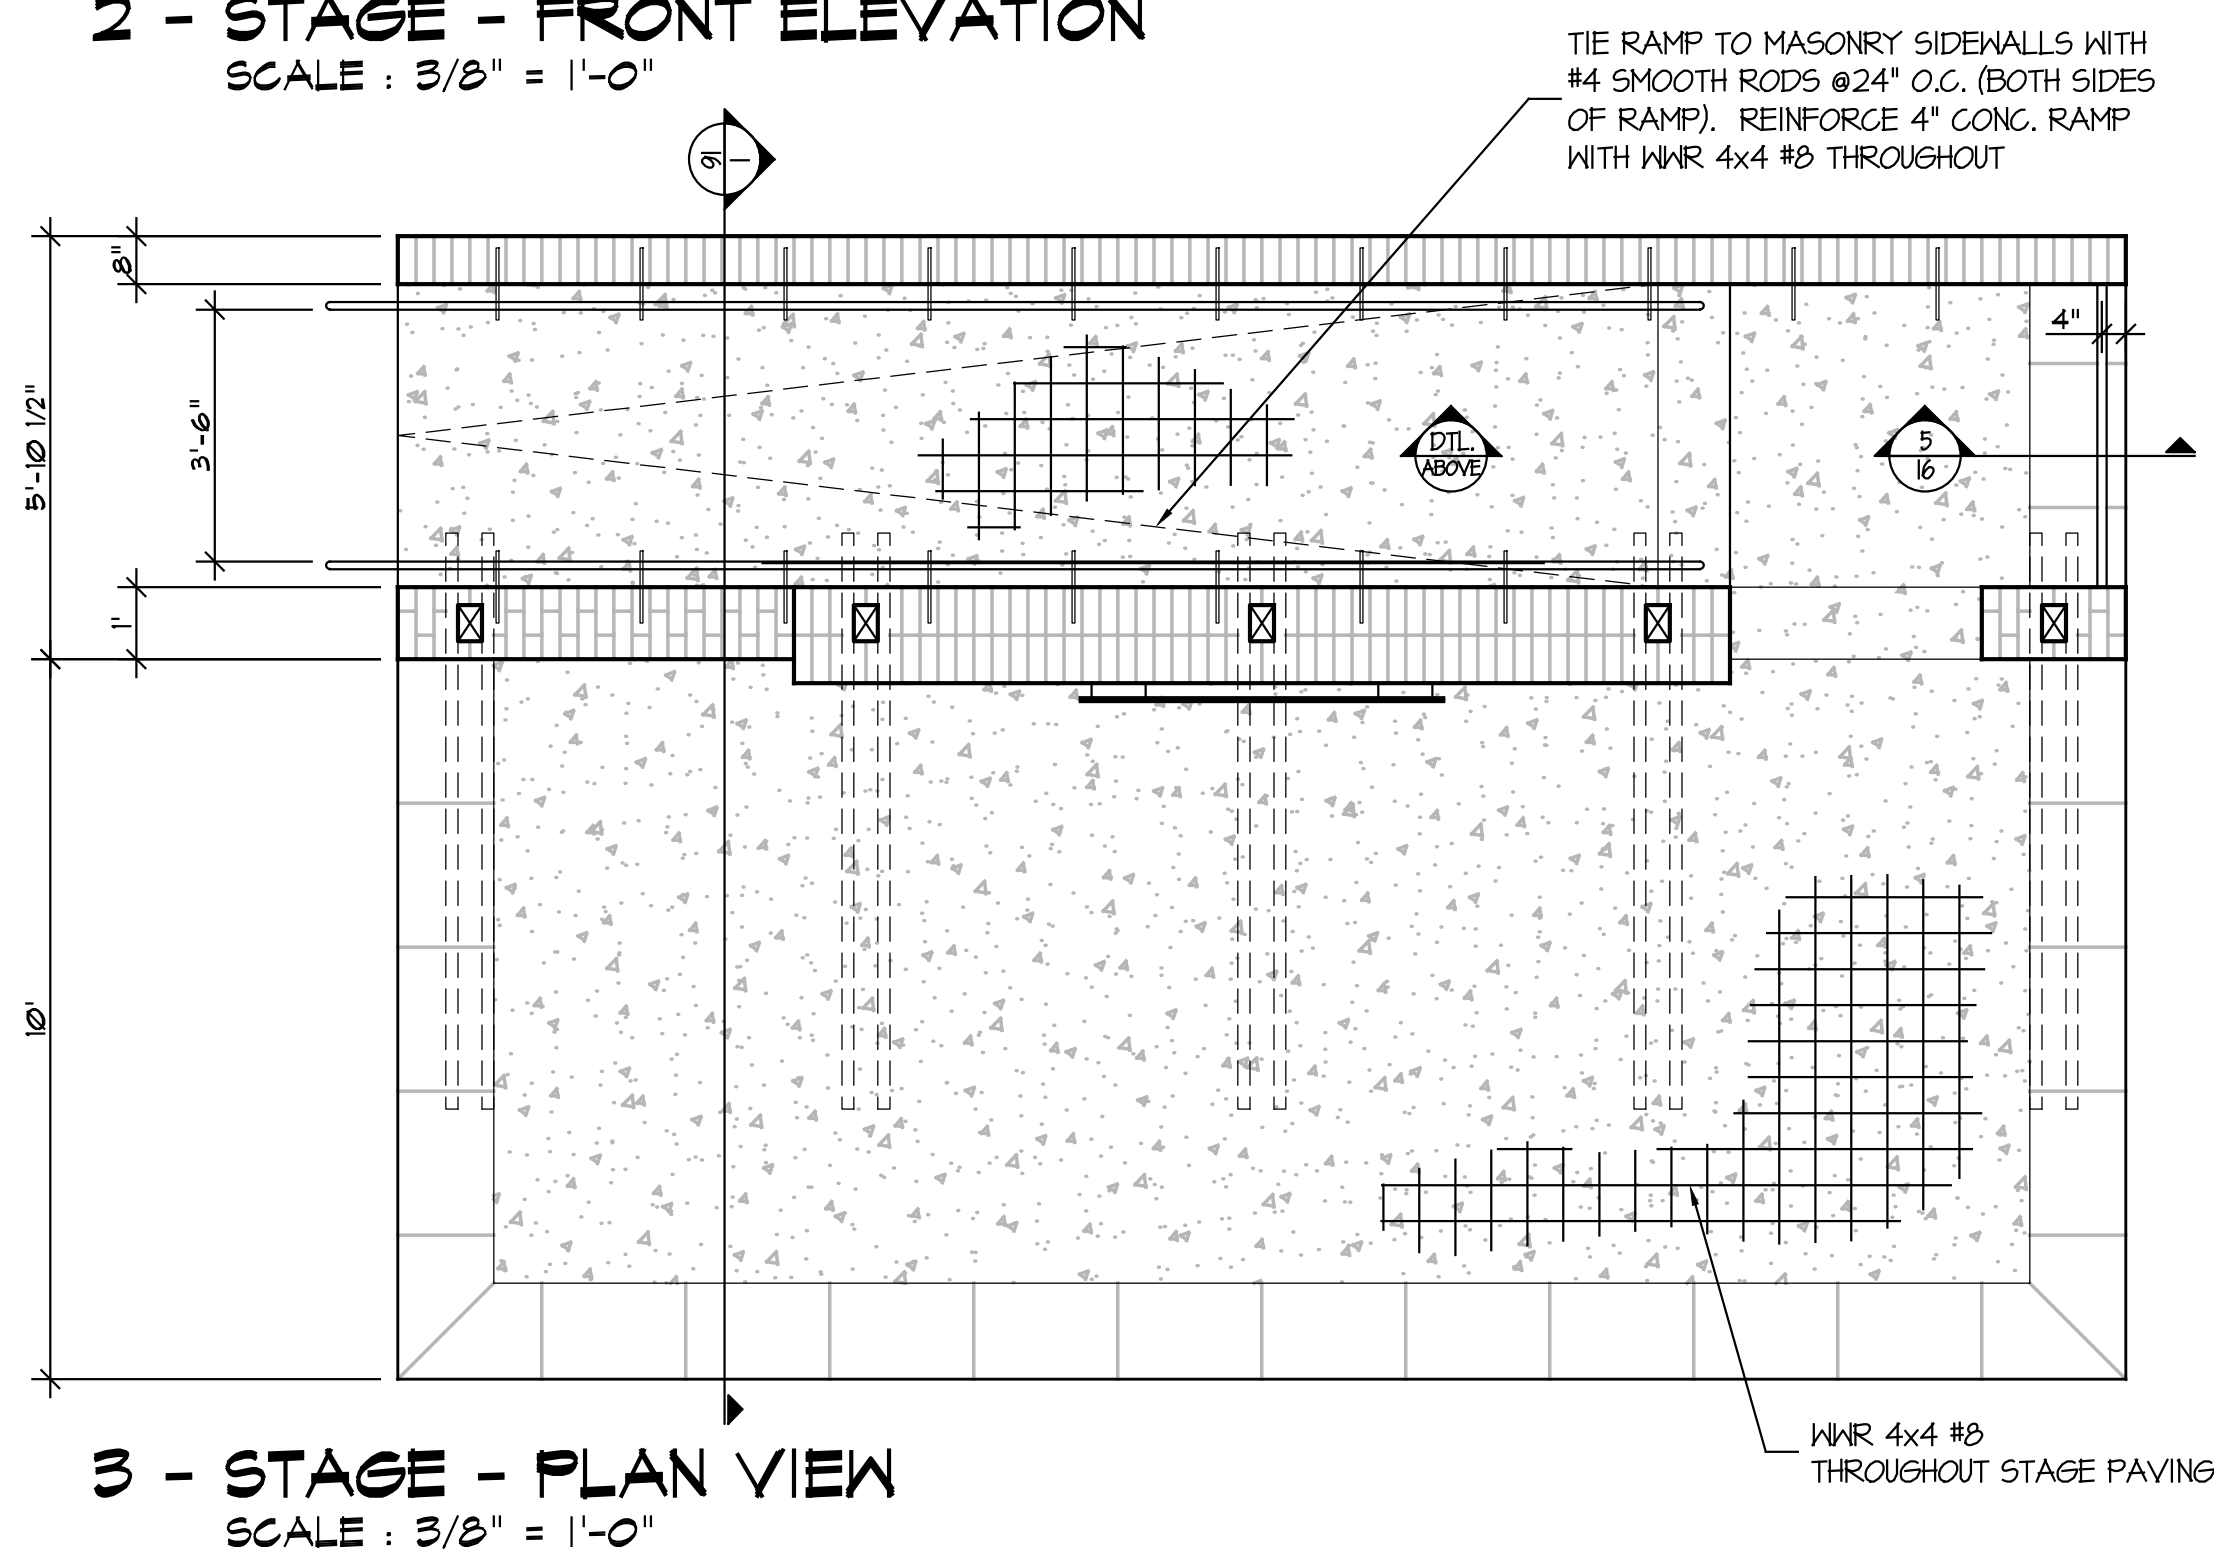 2 - STAGE - FRONT ELEVATION
SCALE : 3/8" = 1'-0"
TIE RAMP TO MASONRY SIDEWALLS WITH
#4 SMOOTH RODS @24" O.C. (BOTH SIDES
OF RAMP). REINFORCE 4" CONC. RAMP
WITH WWR 4x4 #8 THROUGHOUT
1
16
8"
4"
5'-10 1/2"
3'-6"
DTL.
ABOVE
5
16
1'
10'
WWR 4x4 #8
THROUGHOUT STAGE PAVING
3 - STAGE - PLAN VIEW
SCALE : 3/8" = 1'-0"